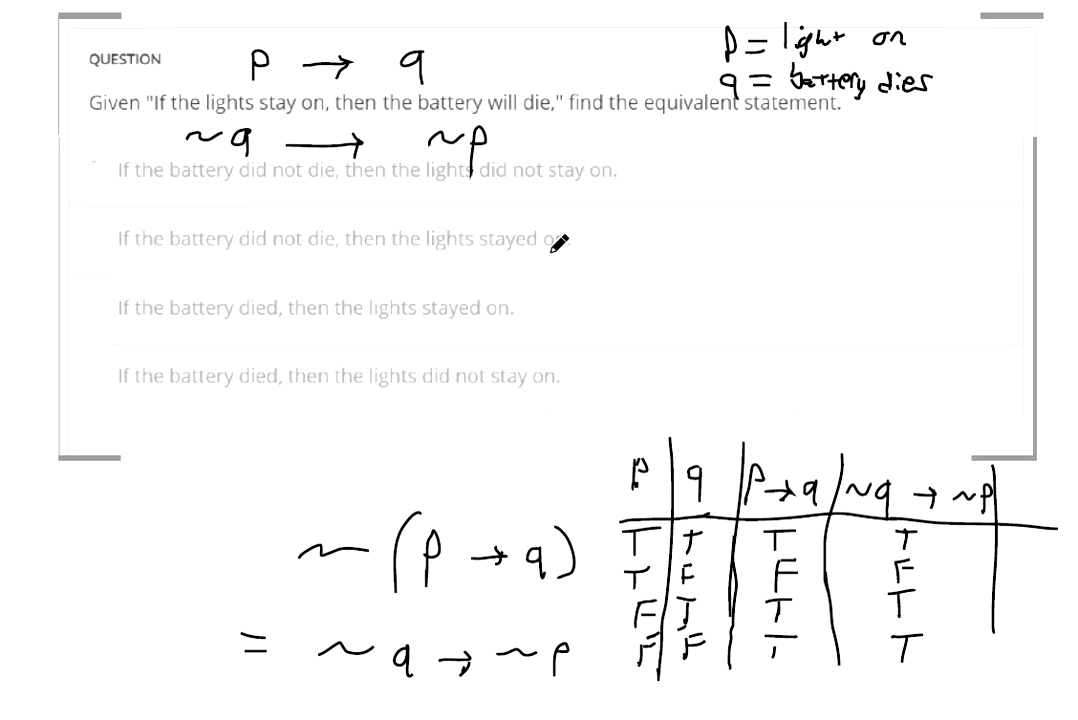 p = light on
QUESTION p → q
q = battery dies
Given "If the lights stay on, then the battery will die," find the equivalent statement.
~q → ~p
If the battery did not die, then the lights did not stay on.
If the battery did not die, then the lights stayed on.
If the battery died, then the lights stayed on.
If the battery died, then the lights did not stay on.
P q P→q ~q → ~p
T T T T
T F F F
F T T T
F F T T
~(p → q)
= ~q → ~p